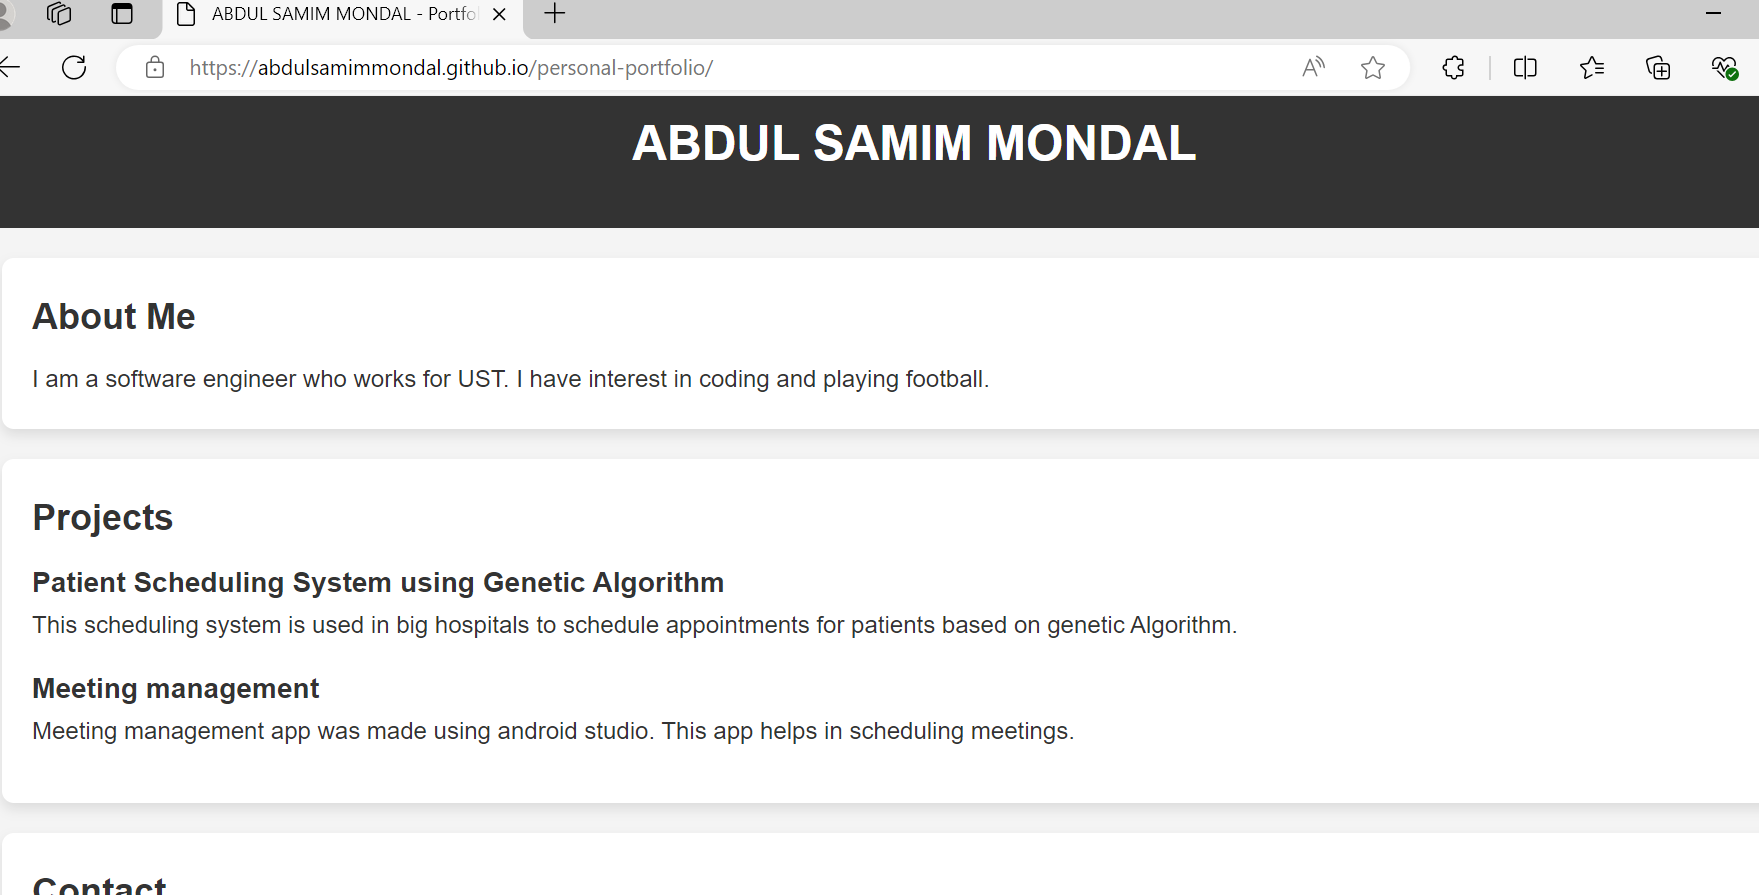 ABDUL SAMIM MONDAL - Portfo
https://abdulsamimmondal.github.io/personal-portfolio/
ABDUL SAMIM MONDAL
About Me
I am a software engineer who works for UST. I have interest in coding and playing football.
Projects
Patient Scheduling System using Genetic Algorithm
This scheduling system is used in big hospitals to schedule appointments for patients based on genetic Algorithm.
Meeting management
Meeting management app was made using android studio. This app helps in scheduling meetings.
Contact